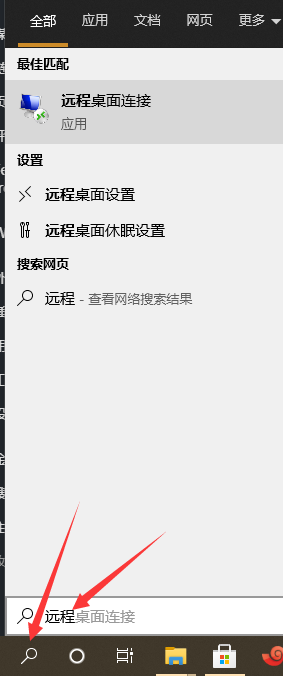 全部 应用 文档 网页 更多
最佳匹配
远程桌面连接
应用
设置
远程桌面设置
远程桌面休眠设置
搜索网页
远程 - 查看网络搜索结果
远程桌面连接